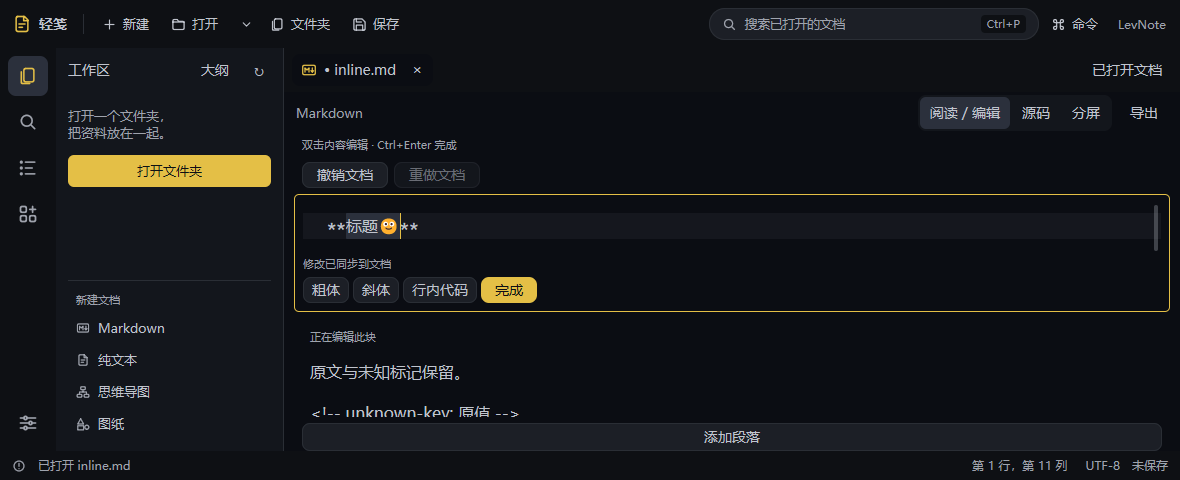 轻笺 新建 打开 文件夹 保存 搜索已打开的文档 Ctrl+P 命令 LevNote
工作区 大纲 • inline.md × 已打开文档
打开一个文件夹，
把资料放在一起。
打开文件夹
新建文档
Markdown
纯文本
思维导图
图纸
Markdown 阅读 / 编辑 源码 分屏 导出
双击内容编辑 · Ctrl+Enter 完成
撤销文档 重做文档
**标题🙂**
修改已同步到文档
粗体 斜体 行内代码 完成
正在编辑此块
原文与未知标记保留。
<!-- unknown-key: 原值 -->
添加段落
已打开 inline.md 第 1 行，第 11 列 UTF-8 未保存